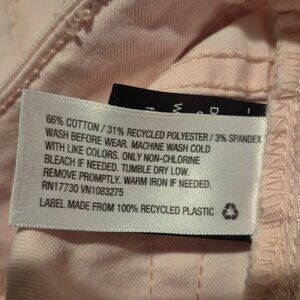 66% COTTON / 31% RECYCLED POLYESTER / 3% SPANDEX
WASH BEFORE WEAR. MACHINE WASH COLD
WITH LIKE COLORS. ONLY NON-CHLORINE
BLEACH IF NEEDED. TUMBLE DRY LOW.
REMOVE PROMPTLY. WARM IRON IF NEEDED.
RN17730 VN1083275
LABEL MADE FROM 100% RECYCLED PLASTIC